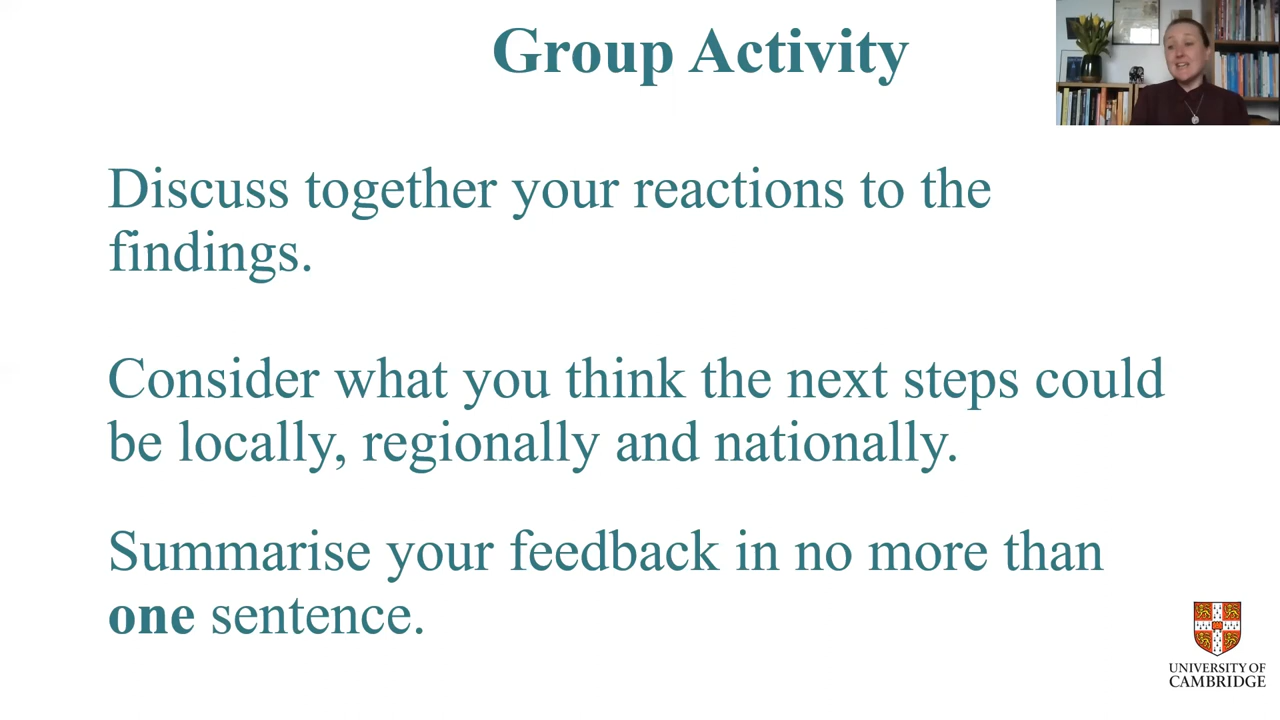 Group Activity
Discuss together your reactions to the
findings.
Consider what you think the next steps could
be locally, regionally and nationally.
Summarise your feedback in no more than
one sentence.
UNIVERSITY OF
CAMBRIDGE